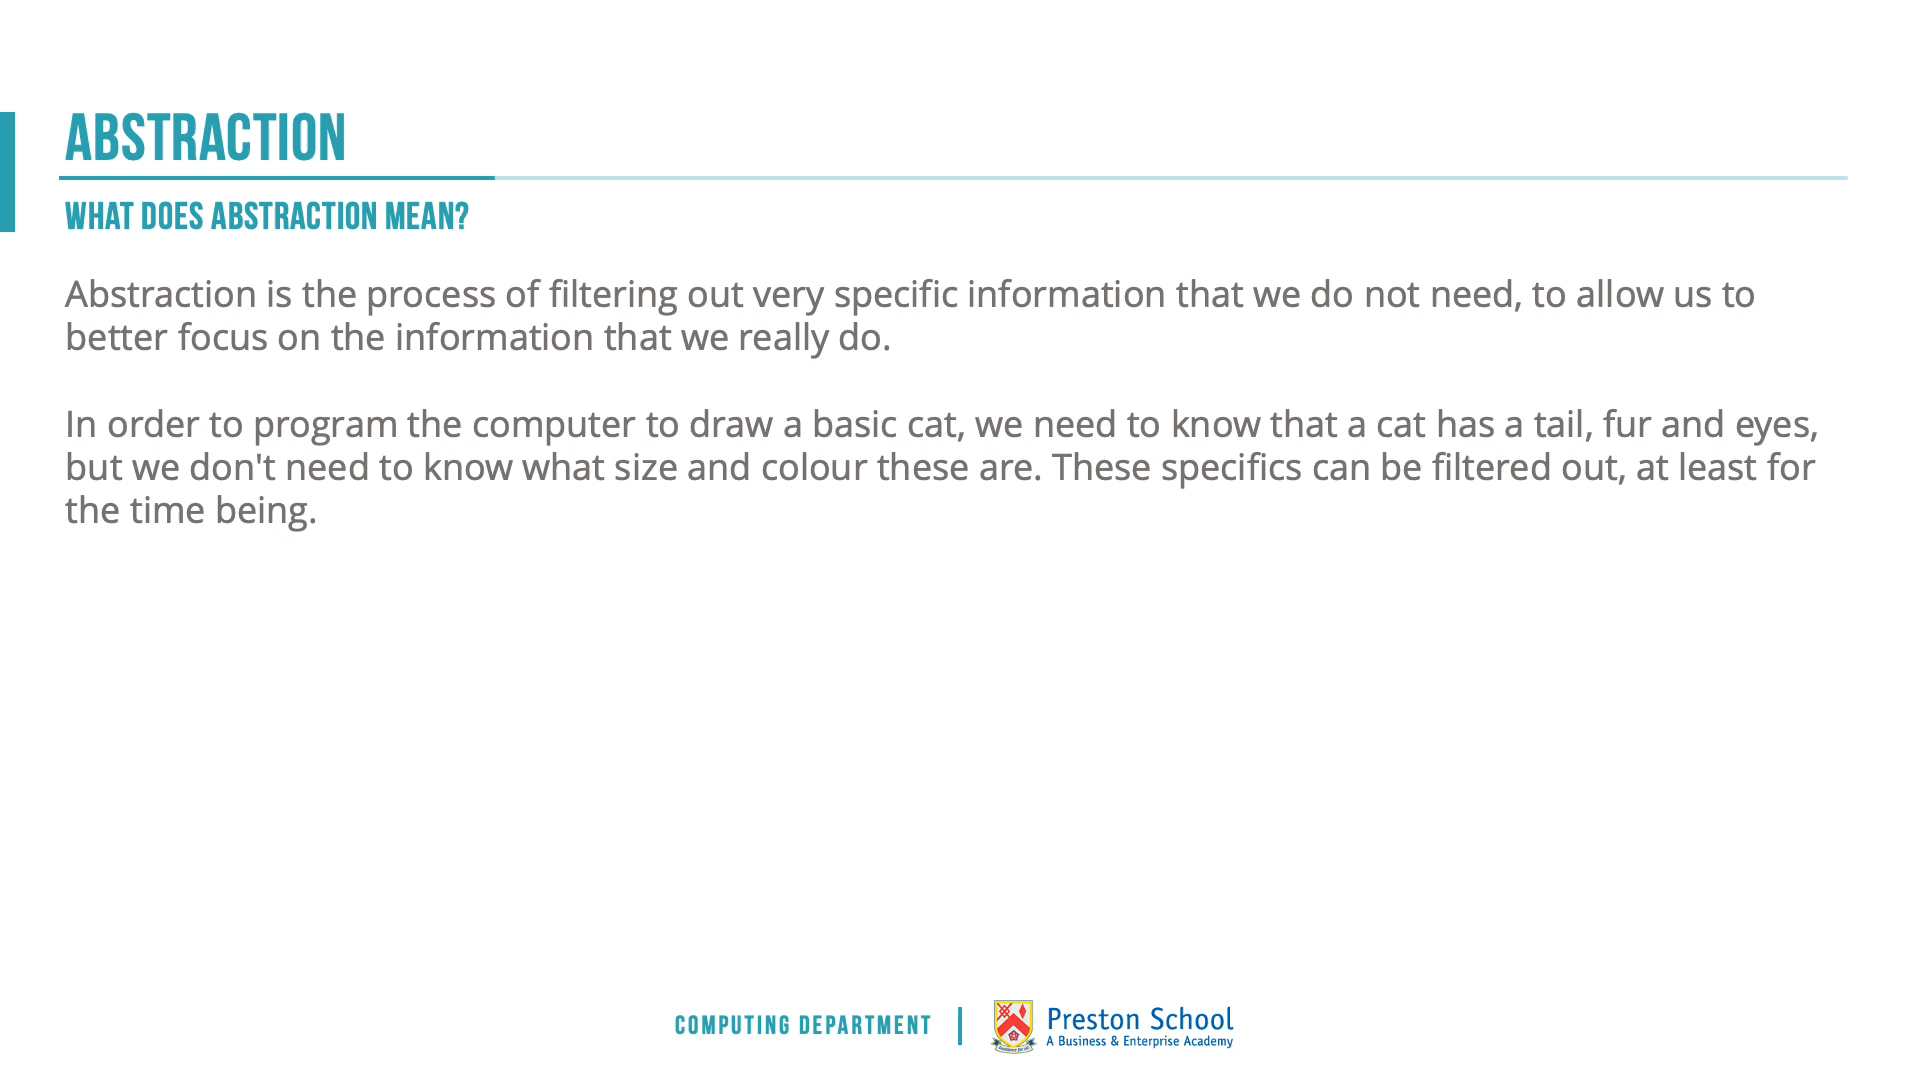 ABSTRACTION
WHAT DOES ABSTRACTION MEAN?
Abstraction is the process of filtering out very specific information that we do not need, to allow us to
better focus on the information that we really do.
In order to program the computer to draw a basic cat, we need to know that a cat has a tail, fur and eyes,
but we don't need to know what size and colour these are. These specifics can be filtered out, at least for
the time being.
COMPUTING DEPARTMENT
Preston School
A Business & Enterprise Academy